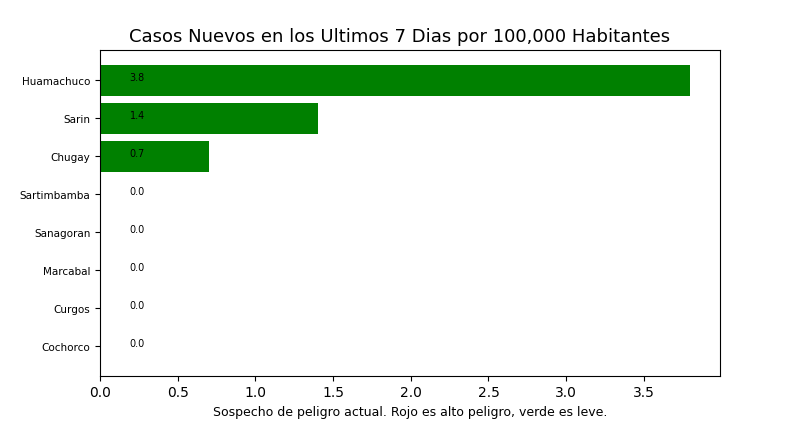 Casos Nuevos en los Ultimos 7 Dias por 100,000 Habitantes
Huamachuco 3.8
Sarin 1.4
Chugay 0.7
Sartimbamba 0.0
Sanagoran 0.0
Marcabal 0.0
Curgos 0.0
Cochorco 0.0
0.0 0.5 1.0 1.5 2.0 2.5 3.0 3.5
Sospecho de peligro actual. Rojo es alto peligro, verde es leve.